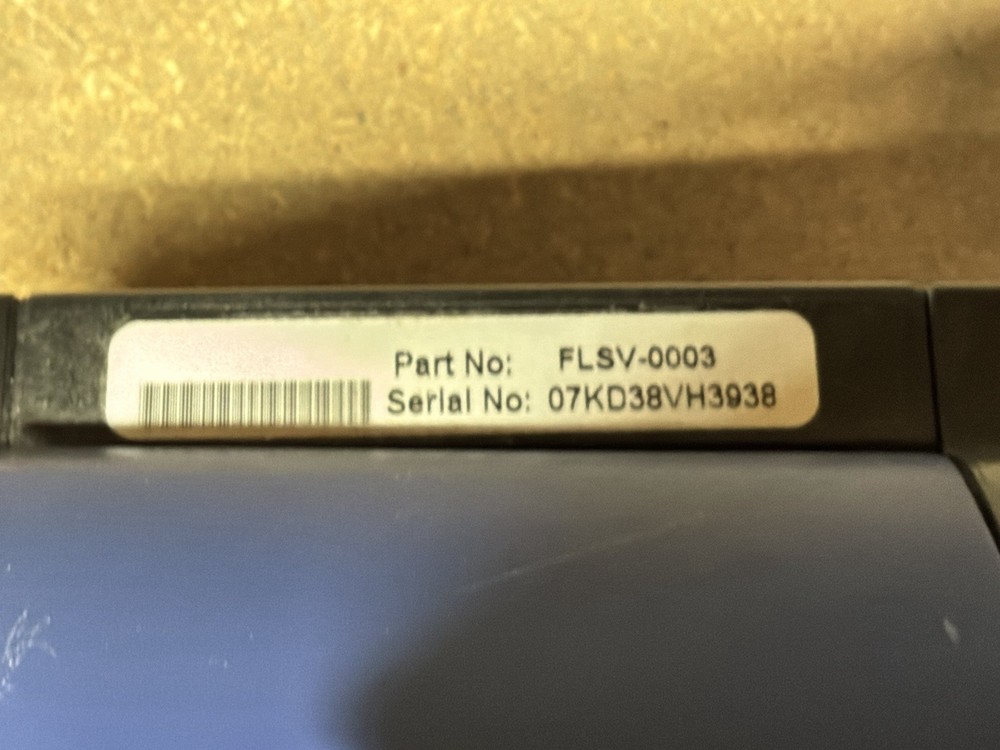 Part No: FLSV-0003
Serial No: 07KD38VH3938